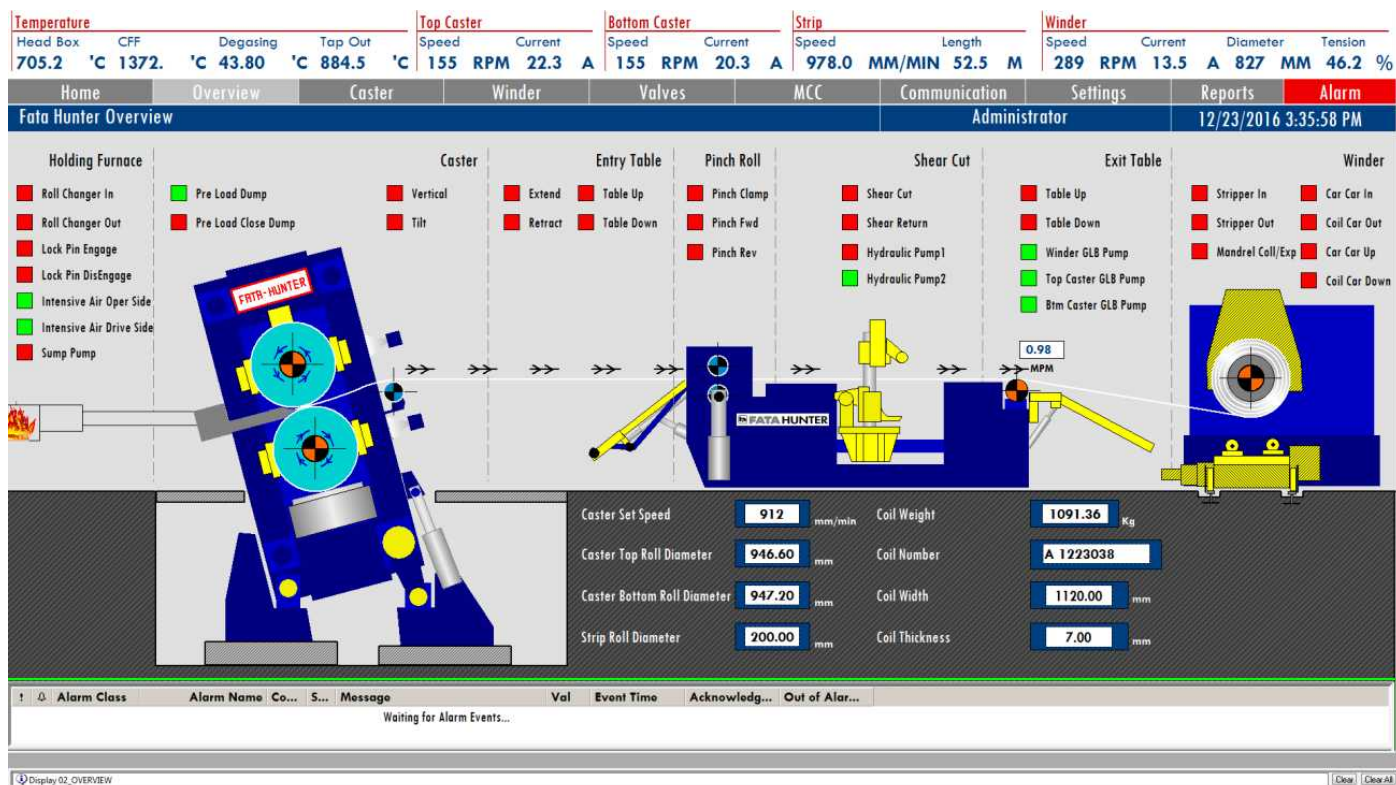 Temperature Top Caster Bottom Caster Strip Winder
Head Box CFF Degasing Tap Out Speed Current Speed Current Speed Length Speed Current Diameter Tension
705.2 'C 1372. 'C 43.80 'C 884.5 'C 155 RPM 22.3 A 155 RPM 20.3 A 978.0 MM/MIN 52.5 M 289 RPM 13.5 A 827 MM 46.2 %
Home Overview Caster Winder Valves MCC Communication Settings Reports Alarm
Fata Hunter Overview Administrator 12/23/2016 3:35:58 PM
Holding Furnace Caster Entry Table Pinch Roll Shear Cut Exit Table Winder
Roll Changer In Pre Load Dump Vertical Extend Table Up Pinch Clamp Shear Cut Table Up Stripper In Car Car In
Roll Changer Out Pre Load Close Dump Tilt Retract Table Down Pinch Fwd Shear Return Table Down Stripper Out Coil Car Out
Lock Pin Engage Pinch Rev Hydraulic Pump1 Winder GLB Pump Mandrel Coll/Exp Car Car Up
Lock Pin DisEngage Hydraulic Pump2 Top Caster GLB Pump Coil Car Down
Intensive Air Oper Side Btm Caster GLB Pump
Intensive Air Drive Side
Sump Pump
FATA-HUNTER
0.98
MPM
FATA HUNTER
Caster Set Speed 912 mm/min Coil Weight 1091.36 Kg
Caster Top Roll Diameter 946.60 mm Coil Number A 1223038
Caster Bottom Roll Diameter 947.20 mm Coil Width 1120.00 mm
Strip Roll Diameter 200.00 mm Coil Thickness 7.00 mm
! Alarm Class Alarm Name Co... S... Message Val Event Time Acknowledg... Out of Alar...
Waiting for Alarm Events...
Display 02_OVERVIEW Clear Clear All